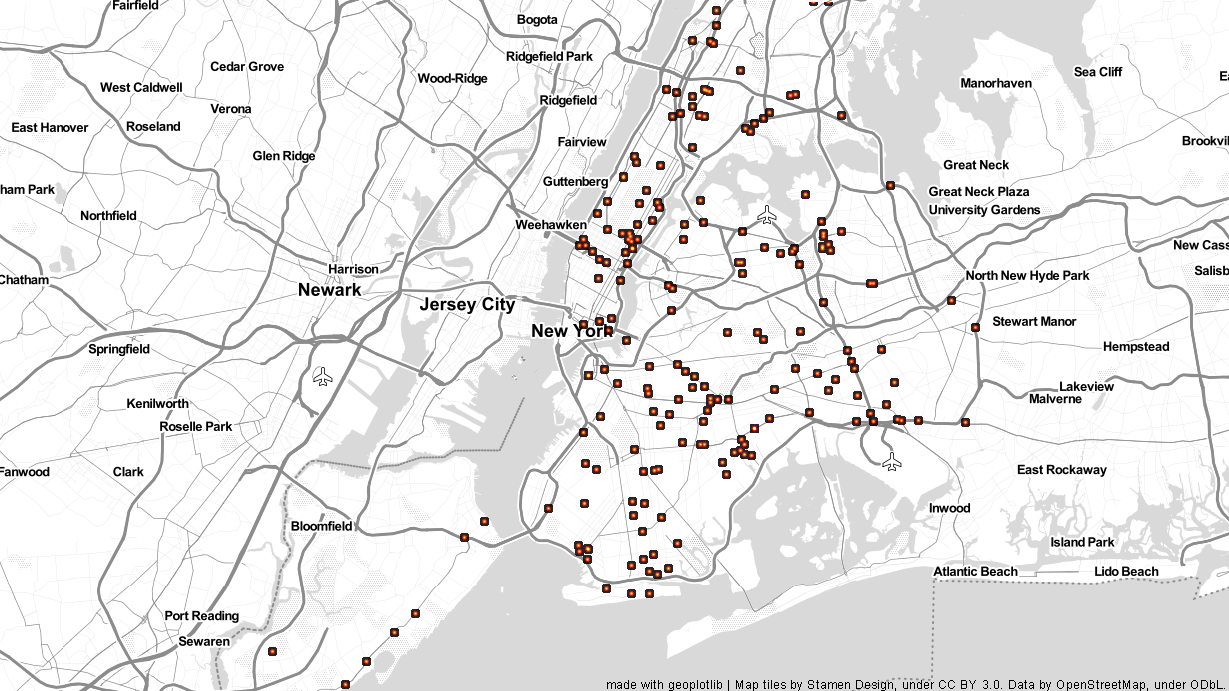 Fairfield
Bogota
Ridgefield Park
Cedar Grove
Wood-Ridge
Sea Cliff
Manorhaven
West Caldwell
Ridgefield
Verona
East Hanover
Roseland
Fairview
Brookvi
Glen Ridge
Great Neck
Guttenberg
ham Park
Great Neck Plaza
University Gardens
Northfield
Weehawken
New Cass
Harrison
Salisb
North New Hyde Park
Chatham
Newark
Jersey City
Stewart Manor
New York
Springfield
Hempstead
Lakeview
Malverne
Kenilworth
Roselle Park
Fanwood
Clark
East Rockaway
Inwood
Bloomfield
Island Park
Atlantic Beach
Lido Beach
Port Reading
Sewaren
made with geoplotlib | Map tiles by Stamen Design, under CC BY 3.0. Data by OpenStreetMap, under ODbL.